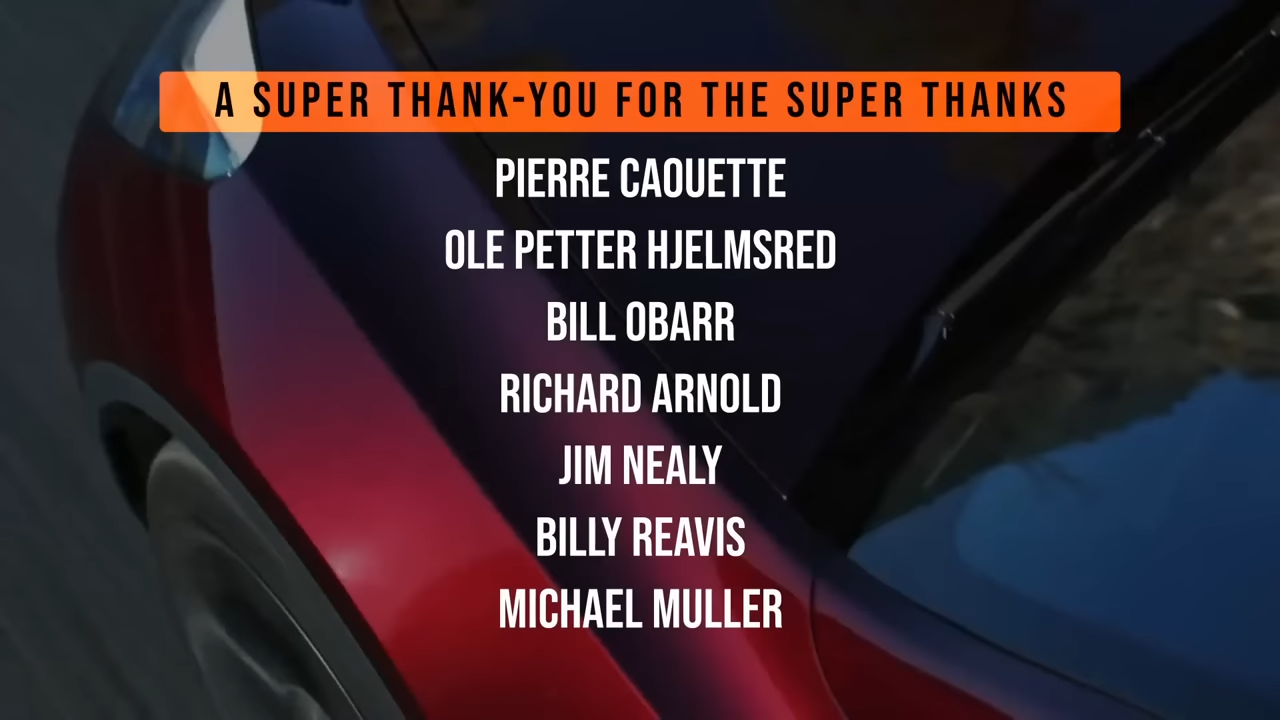 A SUPER THANK-YOU FOR THE SUPER THANKS
PIERRE CAOUETTE
OLE PETTER HJELMSRED
BILL OBARR
RICHARD ARNOLD
JIM NEALY
BILLY REAVIS
MICHAEL MULLER